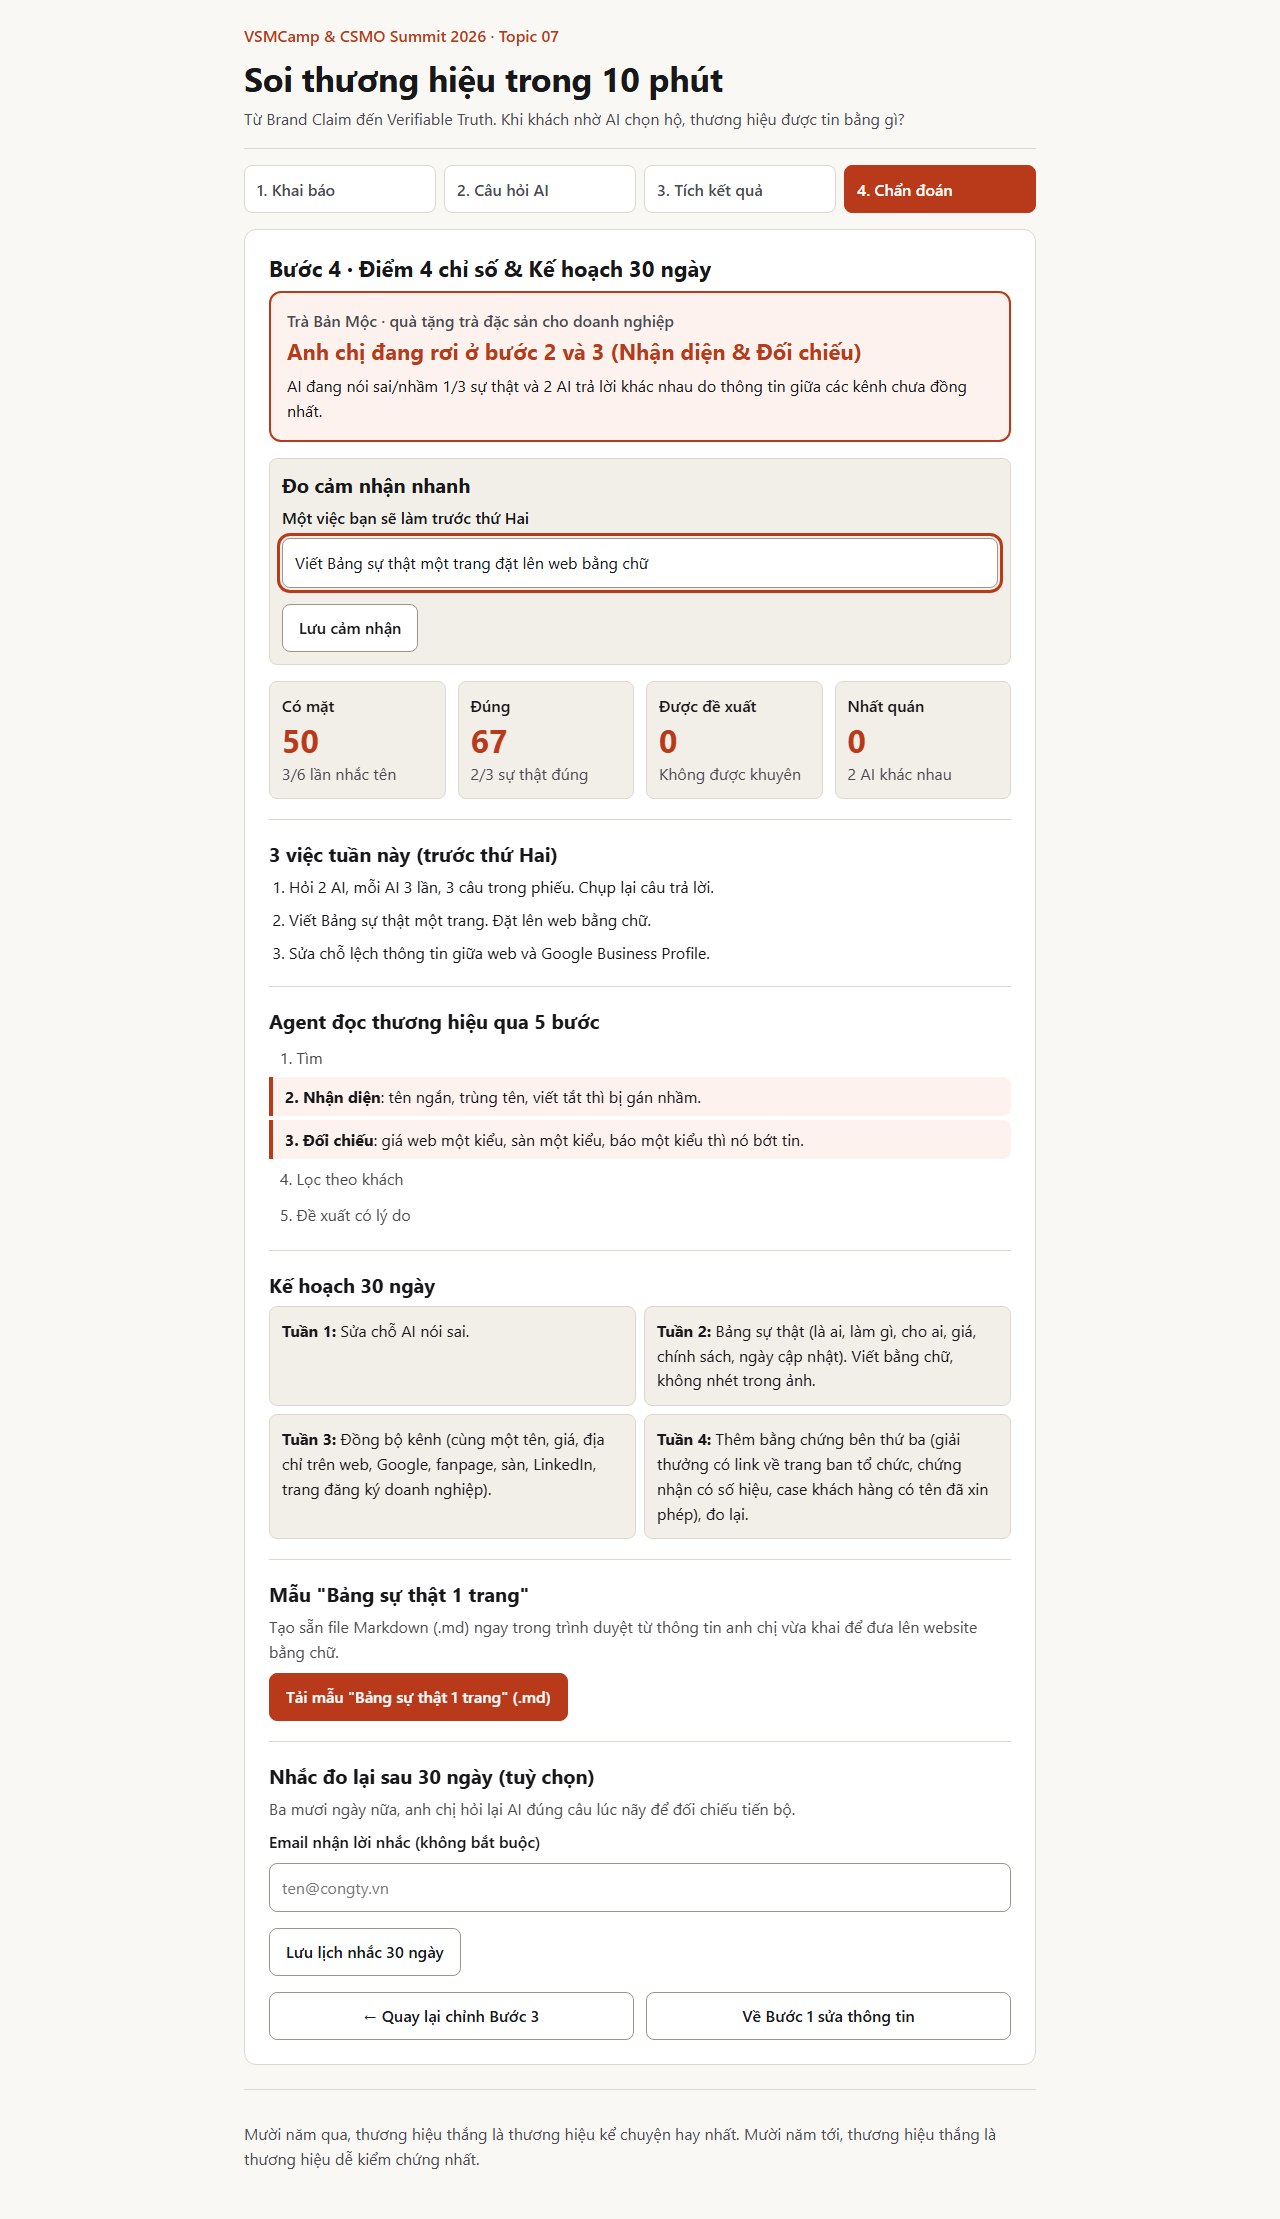 VSMCamp & CSMO Summit 2026 · Topic 07
Soi thương hiệu trong 10 phút
Từ Brand Claim đến Verifiable Truth. Khi khách nhờ AI chọn hộ, thương hiệu được tin bằng gì?
1. Khai báo
2. Câu hỏi AI
3. Tích kết quả
4. Chẩn đoán
Bước 4 · Điểm 4 chỉ số & Kế hoạch 30 ngày
Trà Bản Mộc · quà tặng trà đặc sản cho doanh nghiệp
Anh chị đang rơi ở bước 2 và 3 (Nhận diện & Đối chiếu)
AI đang nói sai/nhầm 1/3 sự thật và 2 AI trả lời khác nhau do thông tin giữa các kênh chưa đồng
nhất.
Đo cảm nhận nhanh
Một việc bạn sẽ làm trước thứ Hai
Viết Bảng sự thật một trang đặt lên web bằng chữ
Lưu cảm nhận
Có mặt
50
3/6 lần nhắc tên
Đúng
67
2/3 sự thật đúng
Được đề xuất
0
Không được khuyên
Nhất quán
0
2 AI khác nhau
3 việc tuần này (trước thứ Hai)
1. Hỏi 2 AI, mỗi AI 3 lần, 3 câu trong phiếu. Chụp lại câu trả lời.
2. Viết Bảng sự thật một trang. Đặt lên web bằng chữ.
3. Sửa chỗ lệch thông tin giữa web và Google Business Profile.
Agent đọc thương hiệu qua 5 bước
1. Tìm
2. Nhận diện: tên ngắn, trùng tên, viết tắt thì bị gán nhầm.
3. Đối chiếu: giá web một kiểu, sàn một kiểu, báo một kiểu thì nó bớt tin.
4. Lọc theo khách
5. Đề xuất có lý do
Kế hoạch 30 ngày
Tuần 1: Sửa chỗ AI nói sai.
Tuần 2: Bảng sự thật (là ai, làm gì, cho ai, giá,
chính sách, ngày cập nhật). Viết bằng chữ,
không nhét trong ảnh.
Tuần 3: Đồng bộ kênh (cùng một tên, giá, địa
chỉ trên web, Google, fanpage, sàn, LinkedIn,
trang đăng ký doanh nghiệp).
Tuần 4: Thêm bằng chứng bên thứ ba (giải
thưởng có link về trang ban tổ chức, chứng
nhận có số hiệu, case khách hàng có tên đã xin
phép), đo lại.
Mẫu "Bảng sự thật 1 trang"
Tạo sẵn file Markdown (.md) ngay trong trình duyệt từ thông tin anh chị vừa khai để đưa lên website
bằng chữ.
Tải mẫu "Bảng sự thật 1 trang" (.md)
Nhắc đo lại sau 30 ngày (tuỳ chọn)
Ba mươi ngày nữa, anh chị hỏi lại AI đúng câu lúc nãy để đối chiếu tiến bộ.
Email nhận lời nhắc (không bắt buộc)
ten@congty.vn
Lưu lịch nhắc 30 ngày
← Quay lại chỉnh Bước 3
Về Bước 1 sửa thông tin
Mười năm qua, thương hiệu thắng là thương hiệu kể chuyện hay nhất. Mười năm tới, thương hiệu thắng là
thương hiệu dễ kiểm chứng nhất.